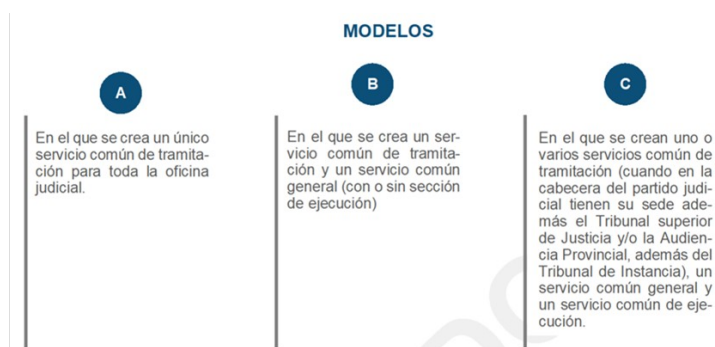 MODELOS
A
En el que se crea un único
servicio común de tramita-
ción para toda la oficina
judicial.
B
En el que se crea un ser-
vicio común de tramita-
ción y un servicio común
general (con o sin sección
de ejecución)
C
En el que se crean uno o
varios servicios común de
tramitación (cuando en la
cabecera del partido judi-
cial tienen su sede ade-
más el Tribunal superior
de Justicia y/o la Audien-
cia Provincial, además del
Tribunal de Instancia), un
servicio común general y
un servicio común de eje-
cución.